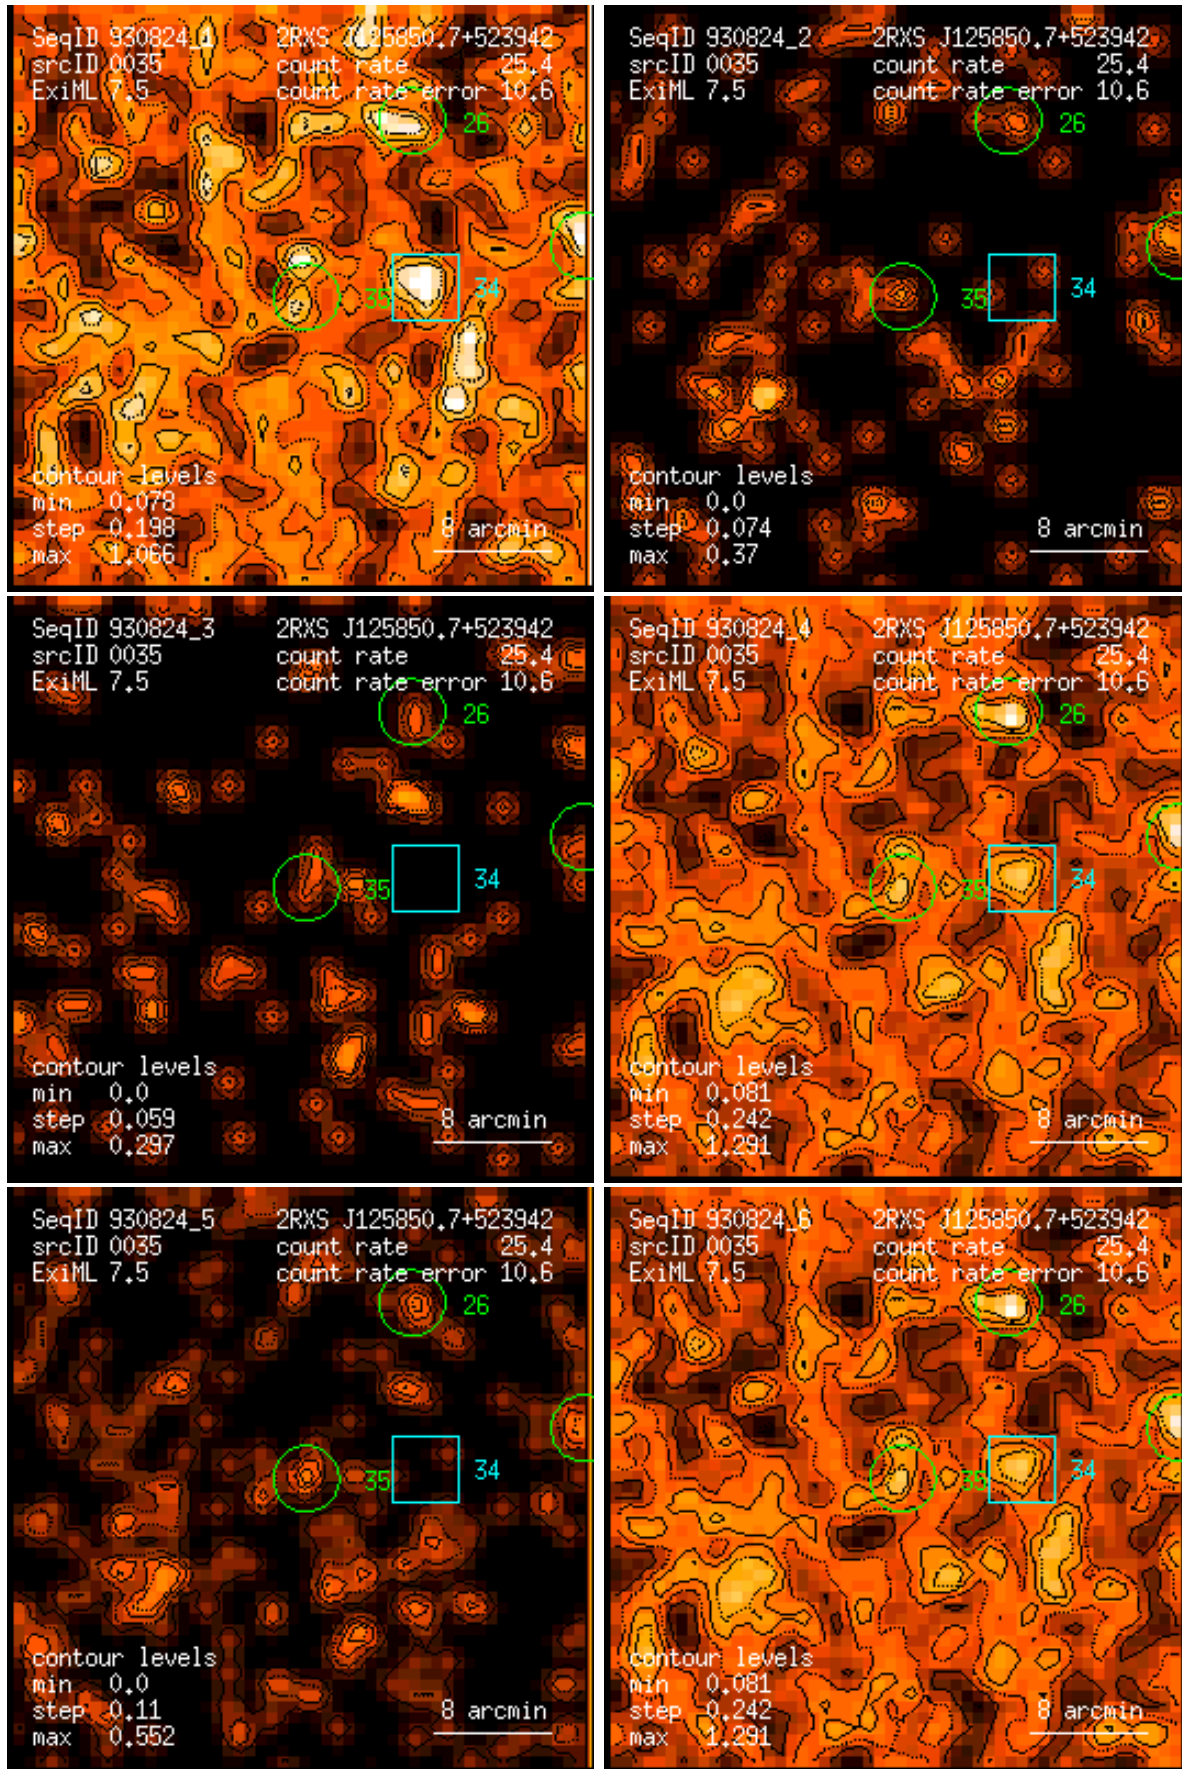 SeqID 930824_1 2RXS J125850.7+523942
srcID 0035 count rate 25.4
ExiML 7.5 count rate error 10.6
26
35 34
contour levels
min 0.078
step 0.198 8 arcmin
max 1.066
SeqID 930824_2 2RXS J125850.7+523942
srcID 0035 count rate 25.4
ExiML 7.5 count rate error 10.6
26
35 34
contour levels
min 0.0
step 0.074 8 arcmin
max 0.37
SeqID 930824_3 2RXS J125850.7+523942
srcID 0035 count rate 25.4
ExiML 7.5 count rate error 10.6
26
35 34
contour levels
min 0.0
step 0.059 8 arcmin
max 0.297
SeqID 930824_4 2RXS J125850.7+523942
srcID 0035 count rate 25.4
ExiML 7.5 count rate error 10.6
26
35 34
contour levels
min 0.081
step 0.242 8 arcmin
max 1.291
SeqID 930824_5 2RXS J125850.7+523942
srcID 0035 count rate 25.4
ExiML 7.5 count rate error 10.6
26
35 34
contour levels
min 0.0
step 0.11 8 arcmin
max 0.552
SeqID 930824_6 2RXS J125850.7+523942
srcID 0035 count rate 25.4
ExiML 7.5 count rate error 10.6
26
35 34
contour levels
min 0.081
step 0.242 8 arcmin
max 1.291